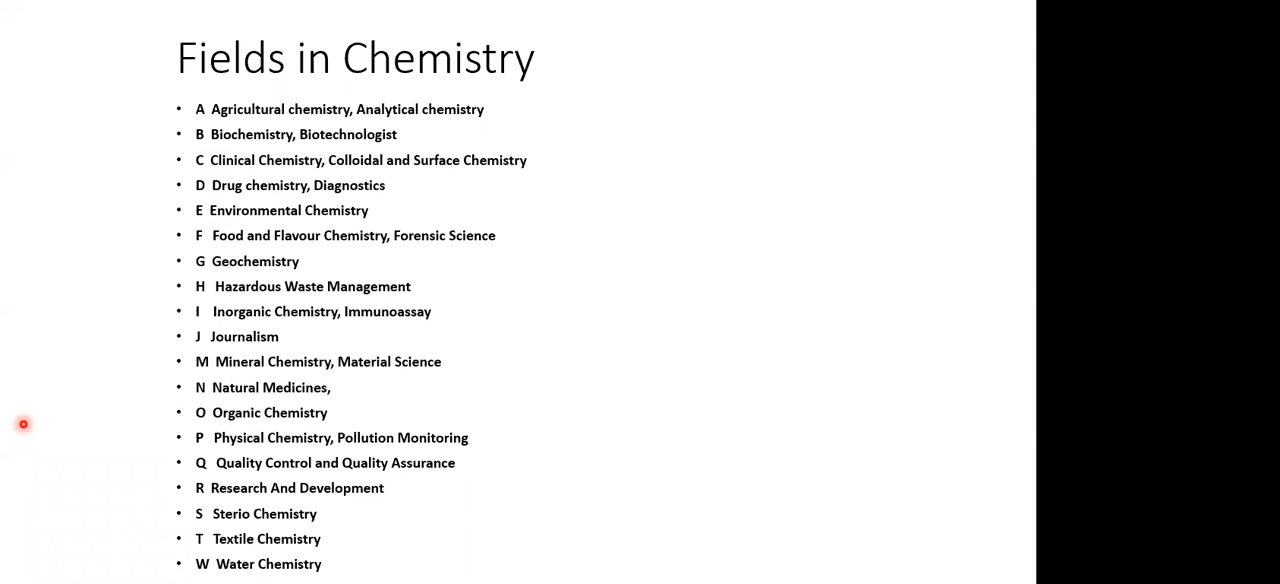 Fields in Chemistry
• A Agricultural chemistry, Analytical chemistry
• B Biochemistry, Biotechnologist
• C Clinical Chemistry, Colloidal and Surface Chemistry
• D Drug chemistry, Diagnostics
• E Environmental Chemistry
• F Food and Flavour Chemistry, Forensic Science
• G Geochemistry
• H Hazardous Waste Management
• I Inorganic Chemistry, Immunoassay
• J Journalism
• M Mineral Chemistry, Material Science
• N Natural Medicines,
• O Organic Chemistry
• P Physical Chemistry, Pollution Monitoring
• Q Quality Control and Quality Assurance
• R Research And Development
• S Sterio Chemistry
• T Textile Chemistry
• W Water Chemistry